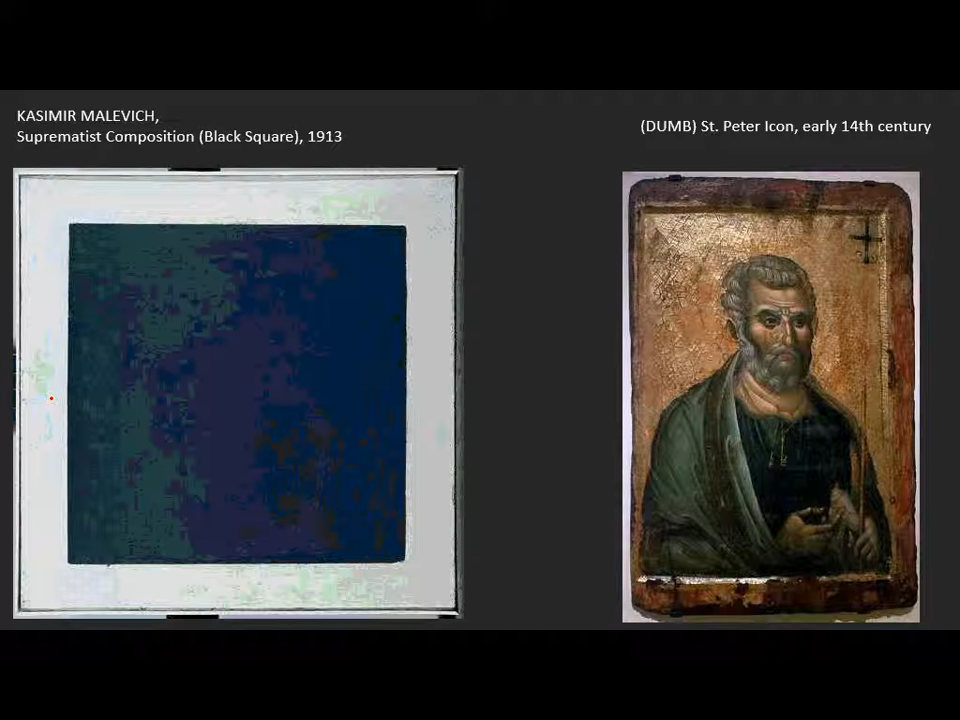 KASIMIR MALEVICH,
Suprematist Composition (Black Square), 1913
(DUMB) St. Peter Icon, early 14th century